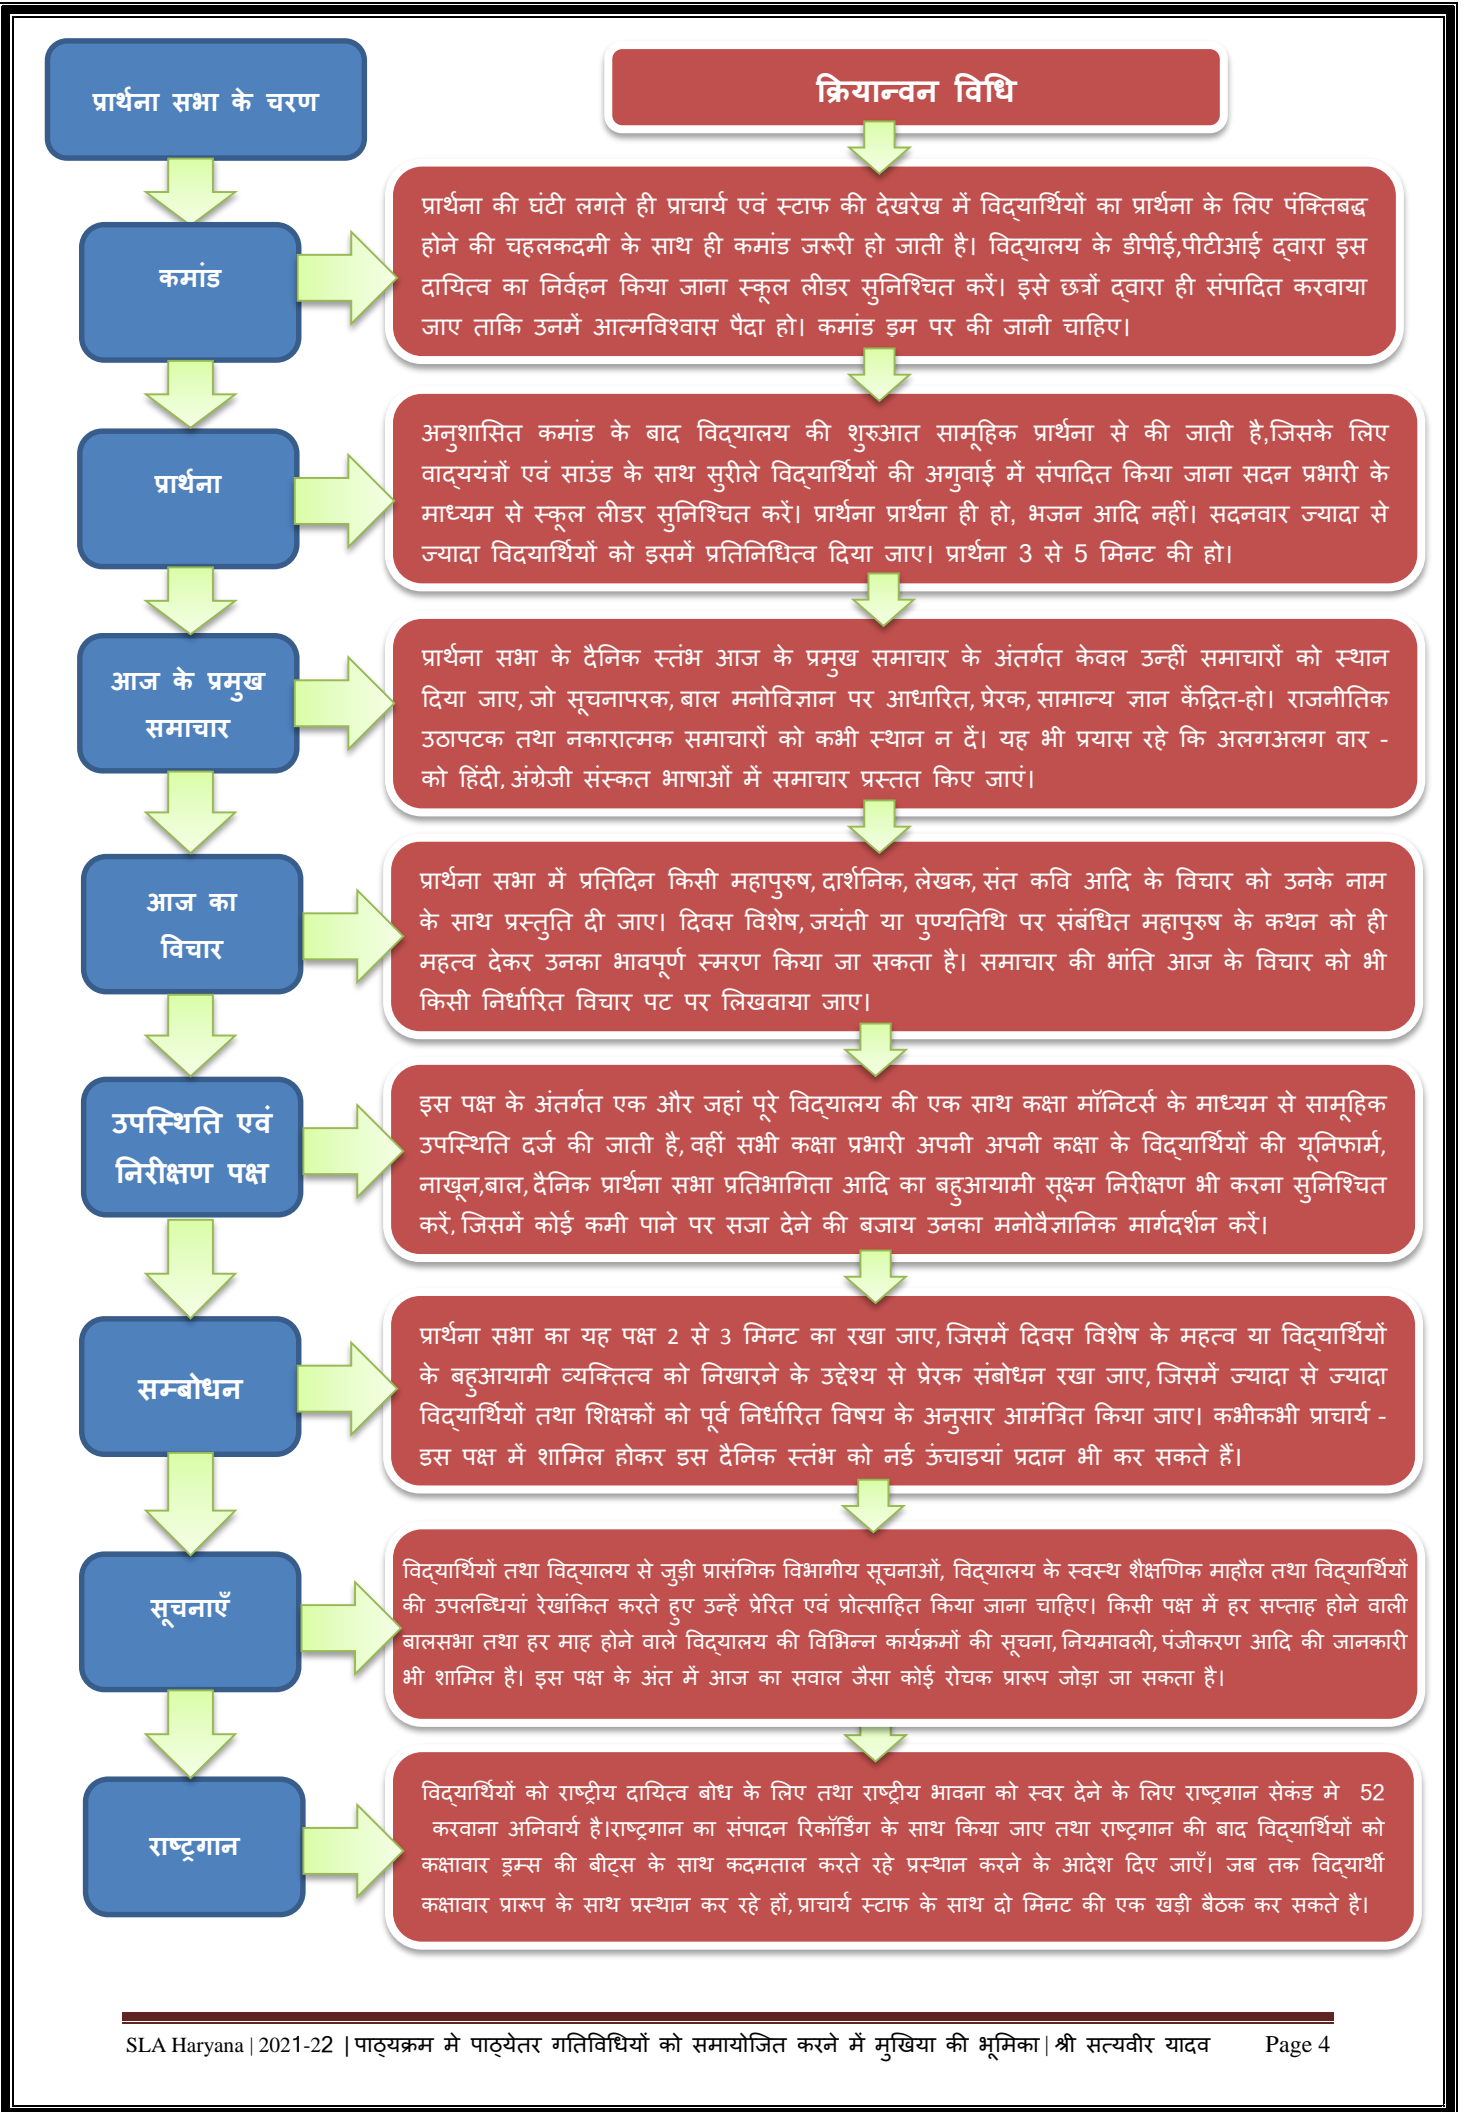 प्रार्थना सभा के चरण
क्रियान्वन विधि
कमांड
प्रार्थना की घंटी लगते ही प्राचार्य एवं स्टाफ की देखरेख में विद्यार्थियों का प्रार्थना के लिए पंक्तिबद्ध
होने की चहलकदमी के साथ ही कमांड जरूरी हो जाती है। विद्यालय के डीपीई,पीटीआई द्वारा इस
दायित्व का निर्वहन किया जाना स्कूल लीडर सुनिश्चित करें। इसे छत्रों द्वारा ही संपादित करवाया
जाए ताकि उनमें आत्मविश्वास पैदा हो। कमांड ड्रम पर की जानी चाहिए।
प्रार्थना
अनुशासित कमांड के बाद विद्यालय की शुरुआत सामूहिक प्रार्थना से की जाती है,जिसके लिए
वाद्ययंत्रों एवं साउंड के साथ सुरीले विद्यार्थियों की अगुवाई में संपादित किया जाना सदन प्रभारी के
माध्यम से स्कूल लीडर सुनिश्चित करें। प्रार्थना प्रार्थना ही हो, भजन आदि नहीं। सदनवार ज्यादा से
ज्यादा विदयार्थियों को इसमें प्रतिनिधित्व दिया जाए। प्रार्थना 3 से 5 मिनट की हो।
आज के प्रमुख
समाचार
प्रार्थना सभा के दैनिक स्तंभ आज के प्रमुख समाचार के अंतर्गत केवल उन्हीं समाचारों को स्थान
दिया जाए, जो सूचनापरक, बाल मनोविज्ञान पर आधारित, प्रेरक, सामान्य ज्ञान केंद्रित-हो। राजनीतिक
उठापटक तथा नकारात्मक समाचारों को कभी स्थान न दें। यह भी प्रयास रहे कि अलगअलग वार -
को हिंदी, अंग्रेजी संस्कत भाषाओं में समाचार प्रस्तत किए जाएं।
आज का
विचार
प्रार्थना सभा में प्रतिदिन किसी महापुरुष, दार्शनिक, लेखक, संत कवि आदि के विचार को उनके नाम
के साथ प्रस्तुति दी जाए। दिवस विशेष, जयंती या पुण्यतिथि पर संबंधित महापुरुष के कथन को ही
महत्व देकर उनका भावपूर्ण स्मरण किया जा सकता है। समाचार की भांति आज के विचार को भी
किसी निर्धारित विचार पट पर लिखवाया जाए।
उपस्थिति एवं
निरीक्षण पक्ष
इस पक्ष के अंतर्गत एक और जहां पूरे विद्यालय की एक साथ कक्षा मॉनिटर्स के माध्यम से सामूहिक
उपस्थिति दर्ज की जाती है, वहीं सभी कक्षा प्रभारी अपनी अपनी कक्षा के विद्यार्थियों की यूनिफार्म,
नाखून,बाल, दैनिक प्रार्थना सभा प्रतिभागिता आदि का बहुआयामी सूक्ष्म निरीक्षण भी करना सुनिश्चित
करें, जिसमें कोई कमी पाने पर सजा देने की बजाय उनका मनोवैज्ञानिक मार्गदर्शन करें।
सम्बोधन
प्रार्थना सभा का यह पक्ष 2 से 3 मिनट का रखा जाए, जिसमें दिवस विशेष के महत्व या विद्यार्थियों
के बहुआयामी व्यक्तित्व को निखारने के उद्देश्य से प्रेरक संबोधन रखा जाए, जिसमें ज्यादा से ज्यादा
विद्यार्थियों तथा शिक्षकों को पूर्व निर्धारित विषय के अनुसार आमंत्रित किया जाए। कभीकभी प्राचार्य -
इस पक्ष में शामिल होकर इस दैनिक स्तंभ को नई ऊंचाइयां प्रदान भी कर सकते हैं।
सूचनाएँ
विद्यार्थियों तथा विद्यालय से जुड़ी प्रासंगिक विभागीय सूचनाओं, विद्यालय के स्वस्थ शैक्षणिक माहौल तथा विद्यार्थियों
की उपलब्धियां रेखांकित करते हुए उन्हें प्रेरित एवं प्रोत्साहित किया जाना चाहिए। किसी पक्ष में हर सप्ताह होने वाली
बालसभा तथा हर माह होने वाले विद्यालय की विभिन्न कार्यक्रमों की सूचना, नियमावली, पंजीकरण आदि की जानकारी
भी शामिल है। इस पक्ष के अंत में आज का सवाल जैसा कोई रोचक प्रारूप जोड़ा जा सकता है।
राष्ट्रगान
विद्यार्थियों को राष्ट्रीय दायित्व बोध के लिए तथा राष्ट्रीय भावना को स्वर देने के लिए राष्ट्रगान सेकंड मे 52
करवाना अनिवार्य है।राष्ट्रगान का संपादन रिकॉर्डिंग के साथ किया जाए तथा राष्ट्रगान की बाद विद्यार्थियों को
कक्षावार ड्रम्स की बीट्स के साथ कदमताल करते रहे प्रस्थान करने के आदेश दिए जाएँ। जब तक विद्यार्थी
कक्षावार प्रारूप के साथ प्रस्थान कर रहे हों, प्राचार्य स्टाफ के साथ दो मिनट की एक खड़ी बैठक कर सकते है।
SLA Haryana | 2021-22 | पाठ्यक्रम मे पाठ्येतर गतिविधियों को समायोजित करने में मुखिया की भूमिका | श्री सत्यवीर यादव Page 4